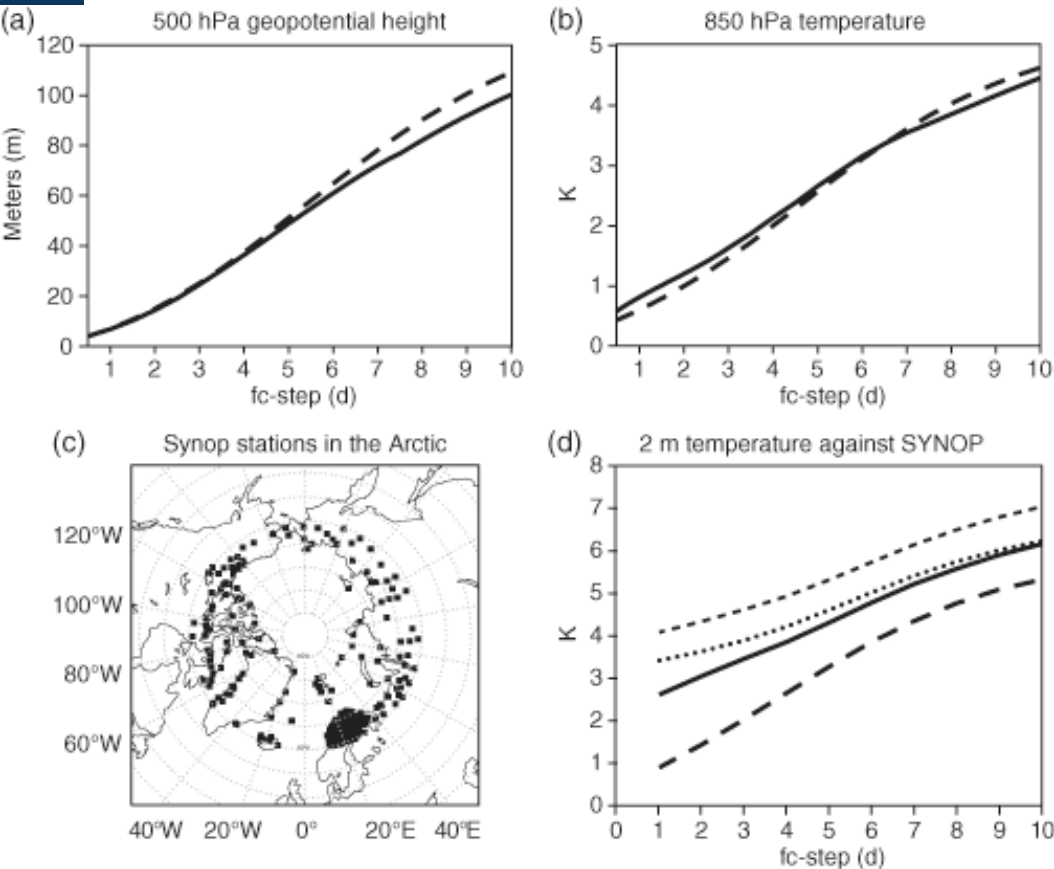 (a) 500 hPa geopotential height
120
100
80
60
40
20
0
Meters (m)
1 2 3 4 5 6 7 8 9 10
fc-step (d)
(b) 850 hPa temperature
5
4
3
2
1
0
K
1 2 3 4 5 6 7 8 9 10
fc-step (d)
(c) Synop stations in the Arctic
120°W
100°W
80°W
60°W
40°W 20°W 0° 20°E 40°E
(d) 2 m temperature against SYNOP
8
7
6
5
4
3
2
1
0
K
0 1 2 3 4 5 6 7 8 9 10
fc-step (d)